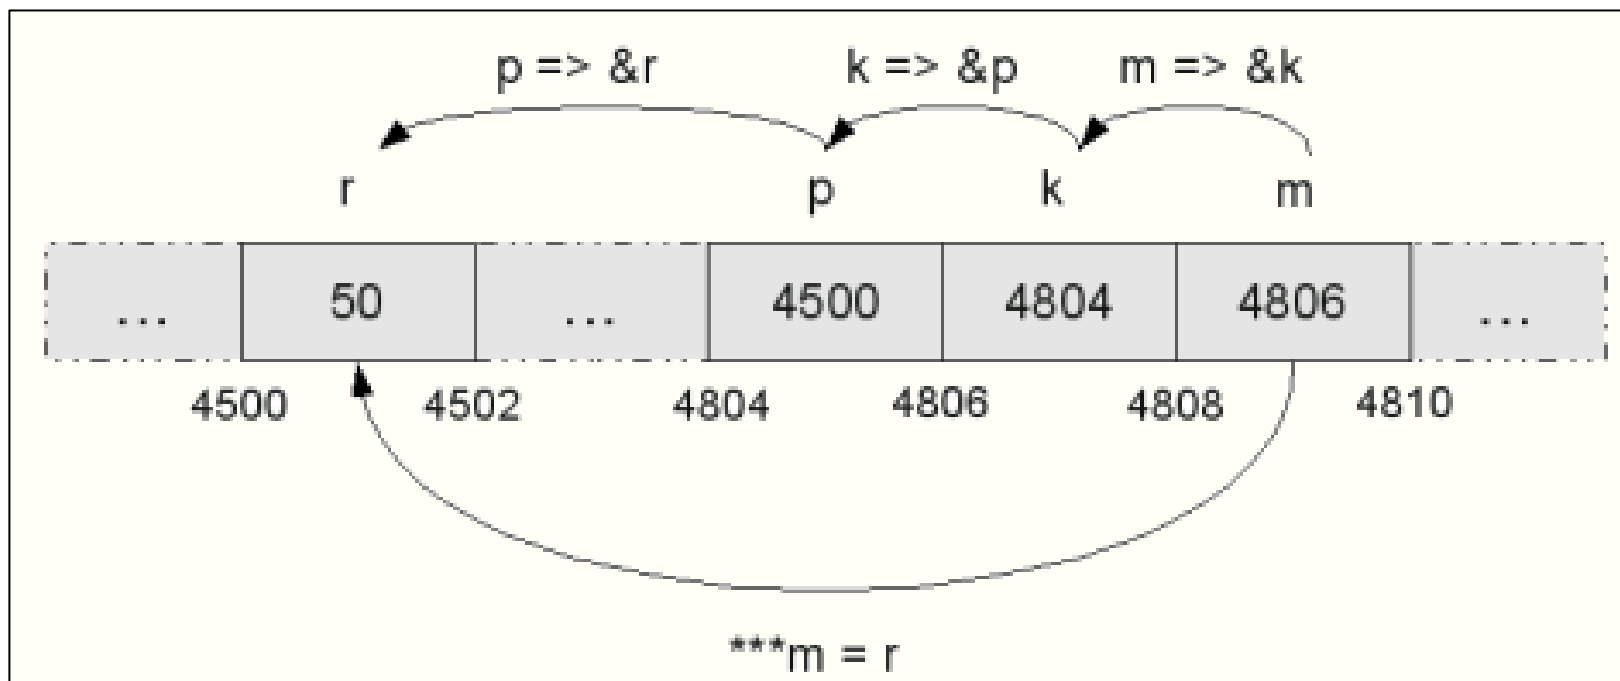 p => &r k => &p m => &k
r p k m
... 50 ... 4500 4804 4806 ...
4500 4502 4804 4806 4808 4810
***m = r